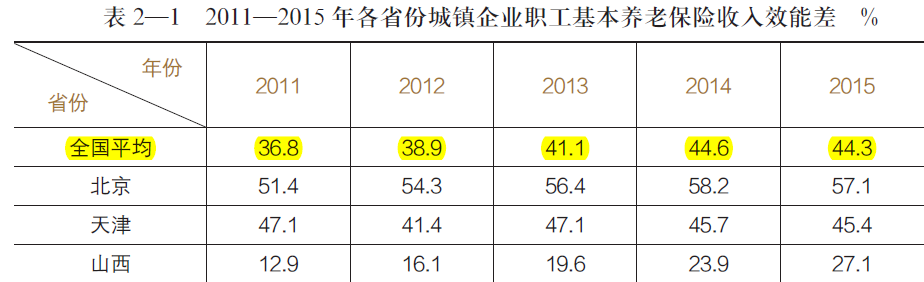 表 2—1 2011—2015 年各省份城镇企业职工基本养老保险收入效能差 %
年份
省份
2011 2012 2013 2014 2015
全国平均 36.8 38.9 41.1 44.6 44.3
北京 51.4 54.3 56.4 58.2 57.1
天津 47.1 41.4 47.1 45.7 45.4
山西 12.9 16.1 19.6 23.9 27.1